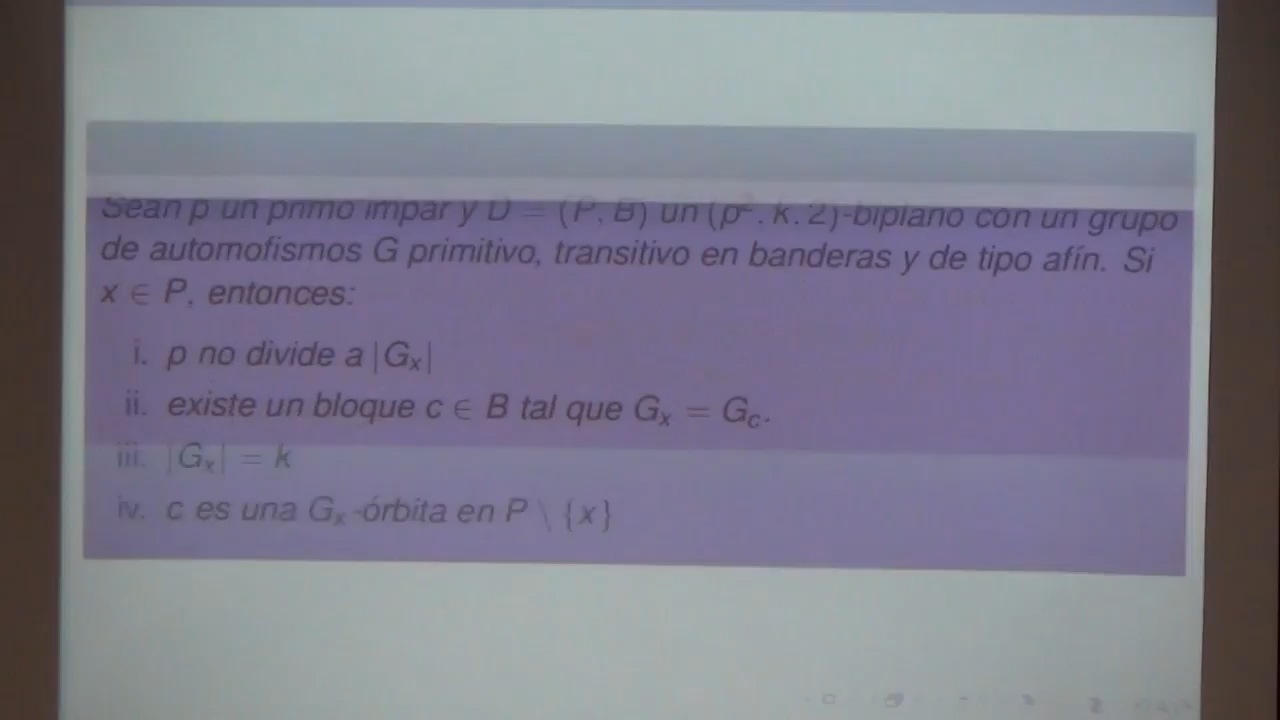 Sean p un primo impar y D = (P, B) un (p², k, 2)-biplano con un grupo
de automofismos G primitivo, transitivo en banderas y de tipo afín. Si
x ∈ P, entonces:
i. p no divide a |Gₓ|
ii. existe un bloque c ∈ B tal que Gₓ = G_c.
iii. |Gₓ| = k
iv. c es una Gₓ-órbita en P \ {x}